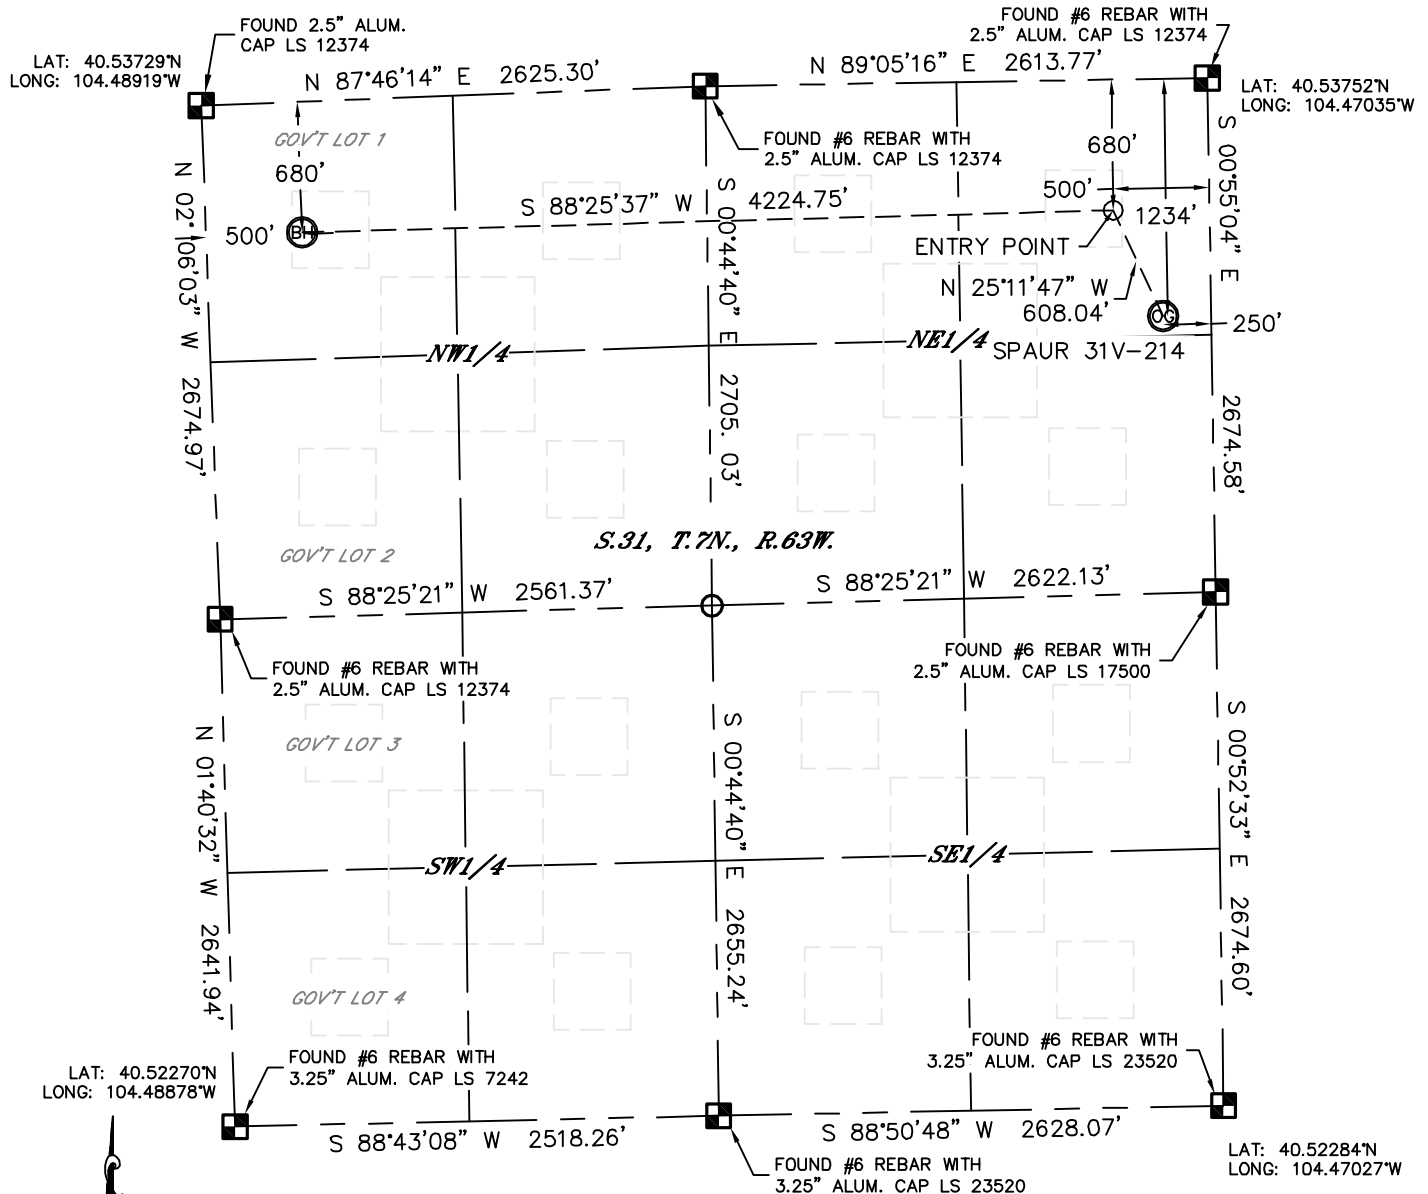 FOUND 2.5" ALUM.
CAP LS 12374
LAT: 40.53729°N
LONG: 104.48919°W
N 87°46'14" E 2625.30'
FOUND #6 REBAR WITH
2.5" ALUM. CAP LS 12374
N 89°05'16" E 2613.77'
LAT: 40.53752°N
LONG: 104.47035°W
GOV'T LOT 1
FOUND #6 REBAR WITH
2.5" ALUM. CAP LS 12374
680'
680'
500'
S 88°25'37" W 4224.75'
500'
1234'
BH
ENTRY POINT
N 25°11'47" W
608.04'
OG
250'
SPAUR 31V-214
N 02°06'03" W 2674.97'
S 00°44'40" E 2705. 03'
S 00°55'04" E 2674.58'
NW1/4
NE1/4
S.31, T.7N., R.63W.
GOV'T LOT 2
S 88°25'21" W 2561.37'
S 88°25'21" W 2622.13'
FOUND #6 REBAR WITH
2.5" ALUM. CAP LS 12374
FOUND #6 REBAR WITH
2.5" ALUM. CAP LS 17500
GOV'T LOT 3
N 01°40'32" W 2641.94'
S 00°44'40" E 2655.24'
S 00°52'33" E 2674.60'
SW1/4
SE1/4
GOV'T LOT 4
LAT: 40.52270°N
LONG: 104.48878°W
FOUND #6 REBAR WITH
3.25" ALUM. CAP LS 7242
FOUND #6 REBAR WITH
3.25" ALUM. CAP LS 23520
S 88°43'08" W 2518.26'
S 88°50'48" W 2628.07'
FOUND #6 REBAR WITH
3.25" ALUM. CAP LS 23520
LAT: 40.52284°N
LONG: 104.47027°W